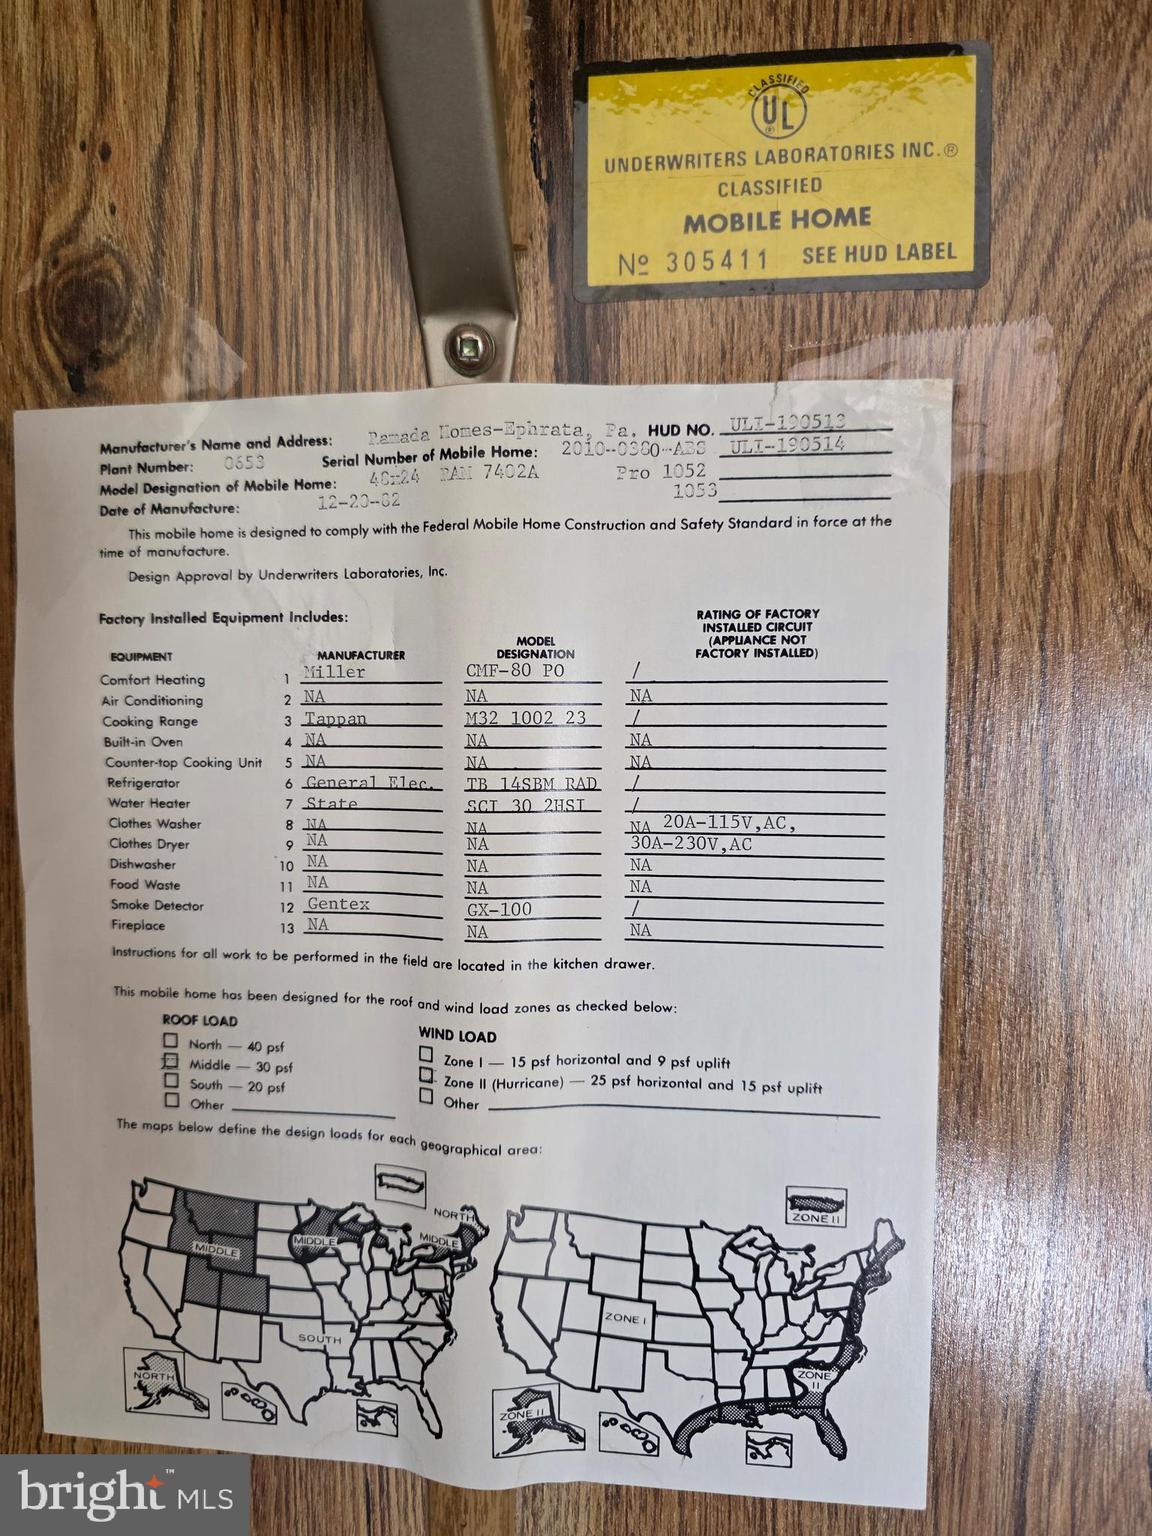 CLASSIFIED
UL
®
UNDERWRITERS LABORATORIES INC.®
CLASSIFIED
MOBILE HOME
Nº 305411 SEE HUD LABEL
Manufacturer's Name and Address: Ramada Homes-Ephrata, Pa. HUD NO. ULI-190513
Plant Number: 0653 Serial Number of Mobile Home: 2010--0380--ABS ULI-190514
Model Designation of Mobile Home: 48x24 RAM 7402A Pro 1052
Date of Manufacture: 12-20-82 1053
This mobile home is designed to comply with the Federal Mobile Home Construction and Safety Standard in force at the
time of manufacture.
Design Approval by Underwriters Laboratories, Inc.
Factory Installed Equipment Includes:
RATING OF FACTORY
INSTALLED CIRCUIT
(APPLIANCE NOT
FACTORY INSTALLED)
EQUIPMENT MANUFACTURER MODEL DESIGNATION
Comfort Heating 1 Miller CMF-80 PO /
Air Conditioning 2 NA NA NA
Cooking Range 3 Tappan M32 1002 23 /
Built-in Oven 4 NA NA NA
Counter-top Cooking Unit 5 NA NA NA
Refrigerator 6 General Elec. TB 14SBM RAD /
Water Heater 7 State SCT 30 2HSI /
Clothes Washer 8 NA NA NA 20A-115V,AC,
Clothes Dryer 9 NA NA 30A-230V,AC
Dishwasher 10 NA NA NA
Food Waste 11 NA NA NA
Smoke Detector 12 Gentex GX-100 /
Fireplace 13 NA NA NA
Instructions for all work to be performed in the field are located in the kitchen drawer.
This mobile home has been designed for the roof and wind load zones as checked below:
ROOF LOAD
North — 40 psf
Middle — 30 psf
South — 20 psf
Other
WIND LOAD
Zone I — 15 psf horizontal and 9 psf uplift
Zone II (Hurricane) — 25 psf horizontal and 15 psf uplift
Other
The maps below define the design loads for each geographical area:
NORTH
MIDDLE
MIDDLE
MIDDLE
SOUTH
NORTH
ZONE II
ZONE I
ZONE II
ZONE II
bright™ MLS